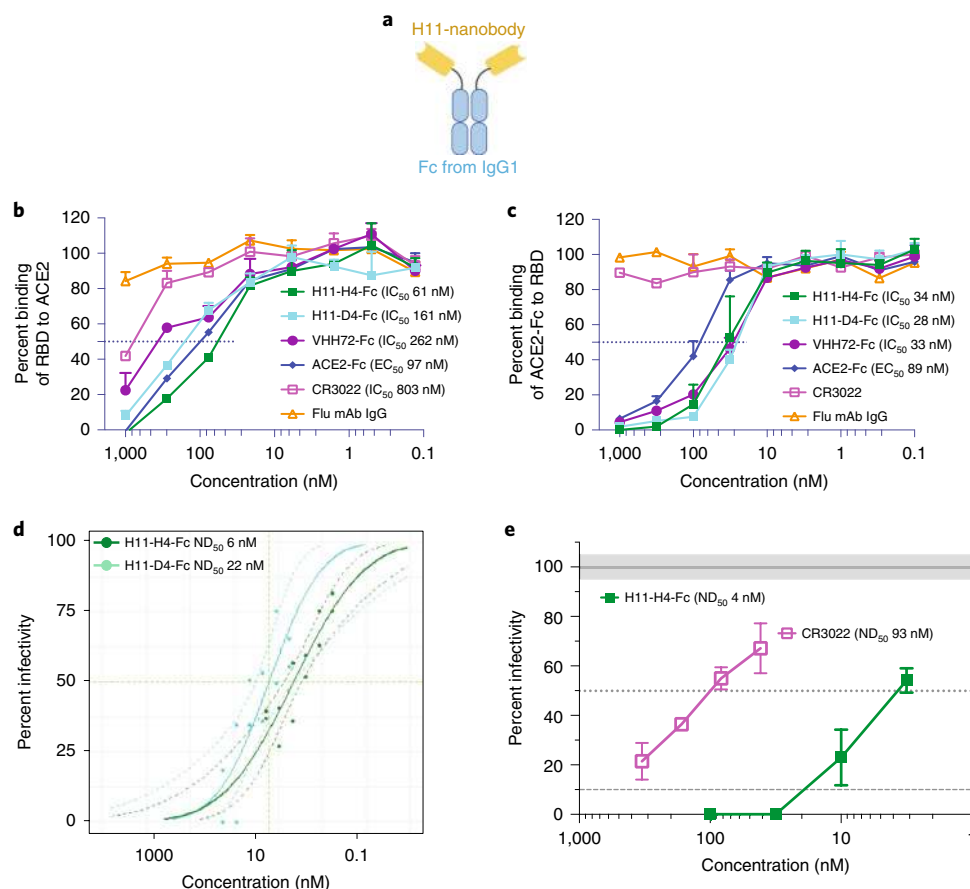 a
H11-nanobody
Fc from IgG1
b
Percent binding
of RBD to ACE2
120
100
80
60
40
20
0
H11-H4-Fc (IC50 61 nM)
H11-D4-Fc (IC50 161 nM)
VHH72-Fc (IC50 262 nM)
ACE2-Fc (EC50 97 nM)
CR3022 (IC50 803 nM)
Flu mAb IgG
1,000
100
10
1
0.1
Concentration (nM)
c
Percent binding
of ACE2-Fc to RBD
120
100
80
60
40
20
0
H11-H4-Fc (IC50 34 nM)
H11-D4-Fc (IC50 28 nM)
VHH72-Fc (IC50 33 nM)
ACE2-Fc (EC50 89 nM)
CR3022
Flu mAb IgG
1,000
100
10
1
0.1
Concentration (nM)
d
Percent infectivity
100
75
50
25
0
H11-H4-Fc ND50 6 nM
H11-D4-Fc ND50 22 nM
1000
10
0.1
Concentration (nM)
e
Percent infectivity
100
80
60
40
20
0
H11-H4-Fc (ND50 4 nM)
CR3022 (ND50 93 nM)
1,000
100
10
1
Concentration (nM)